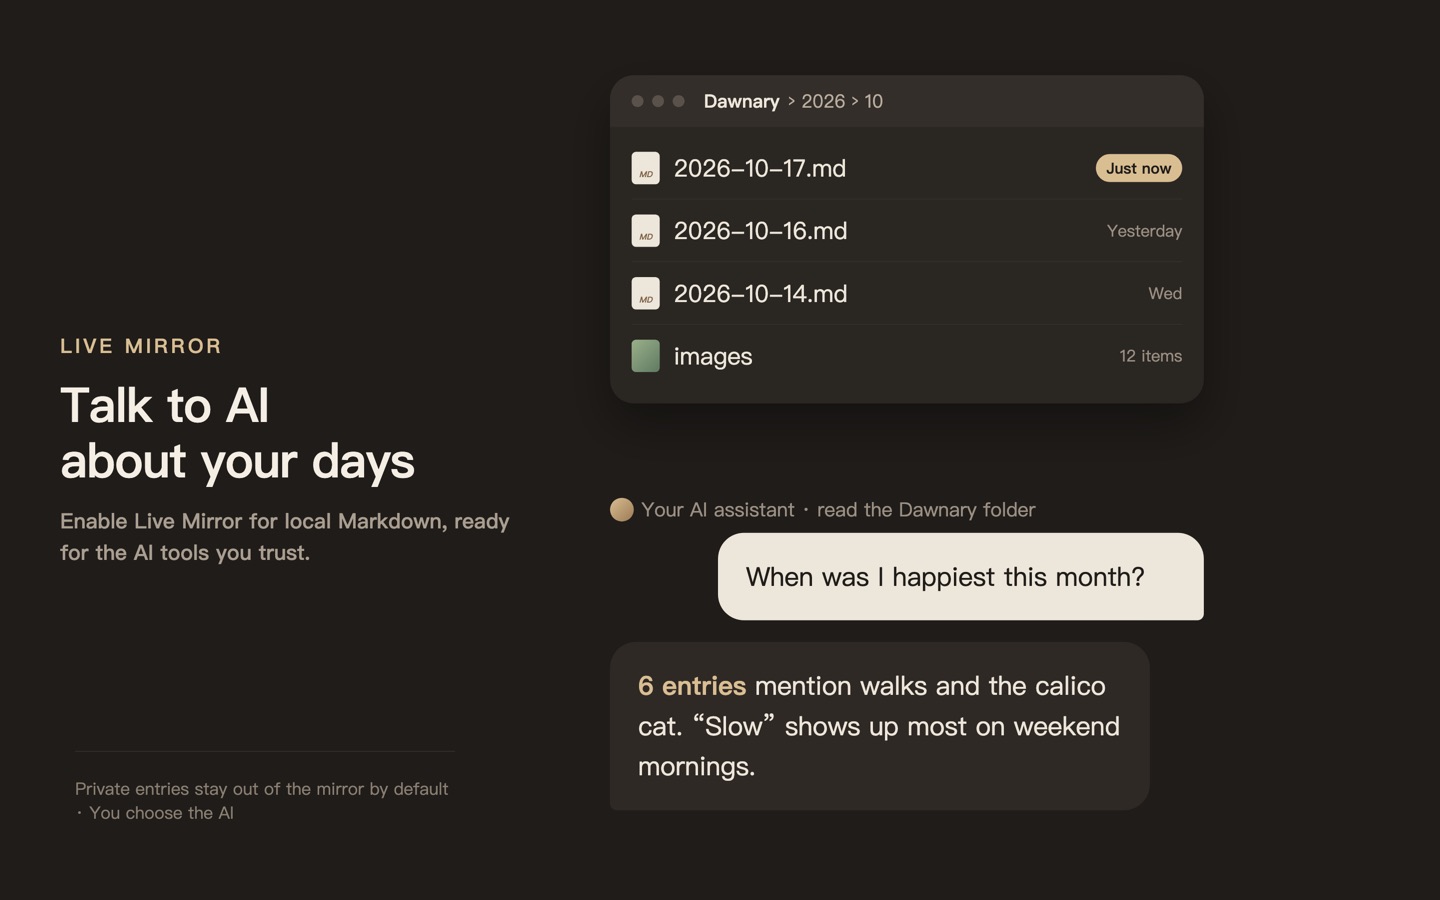 LIVE MIRROR
Talk to AI
about your days
Enable Live Mirror for local Markdown, ready
for the AI tools you trust.
Private entries stay out of the mirror by default
· You choose the AI
Dawnary › 2026 › 10
MD 2026–10–17.md Just now
MD 2026–10–16.md Yesterday
MD 2026–10–14.md Wed
images 12 items
Your AI assistant · read the Dawnary folder
When was I happiest this month?
6 entries mention walks and the calico
cat. “Slow” shows up most on weekend
mornings.